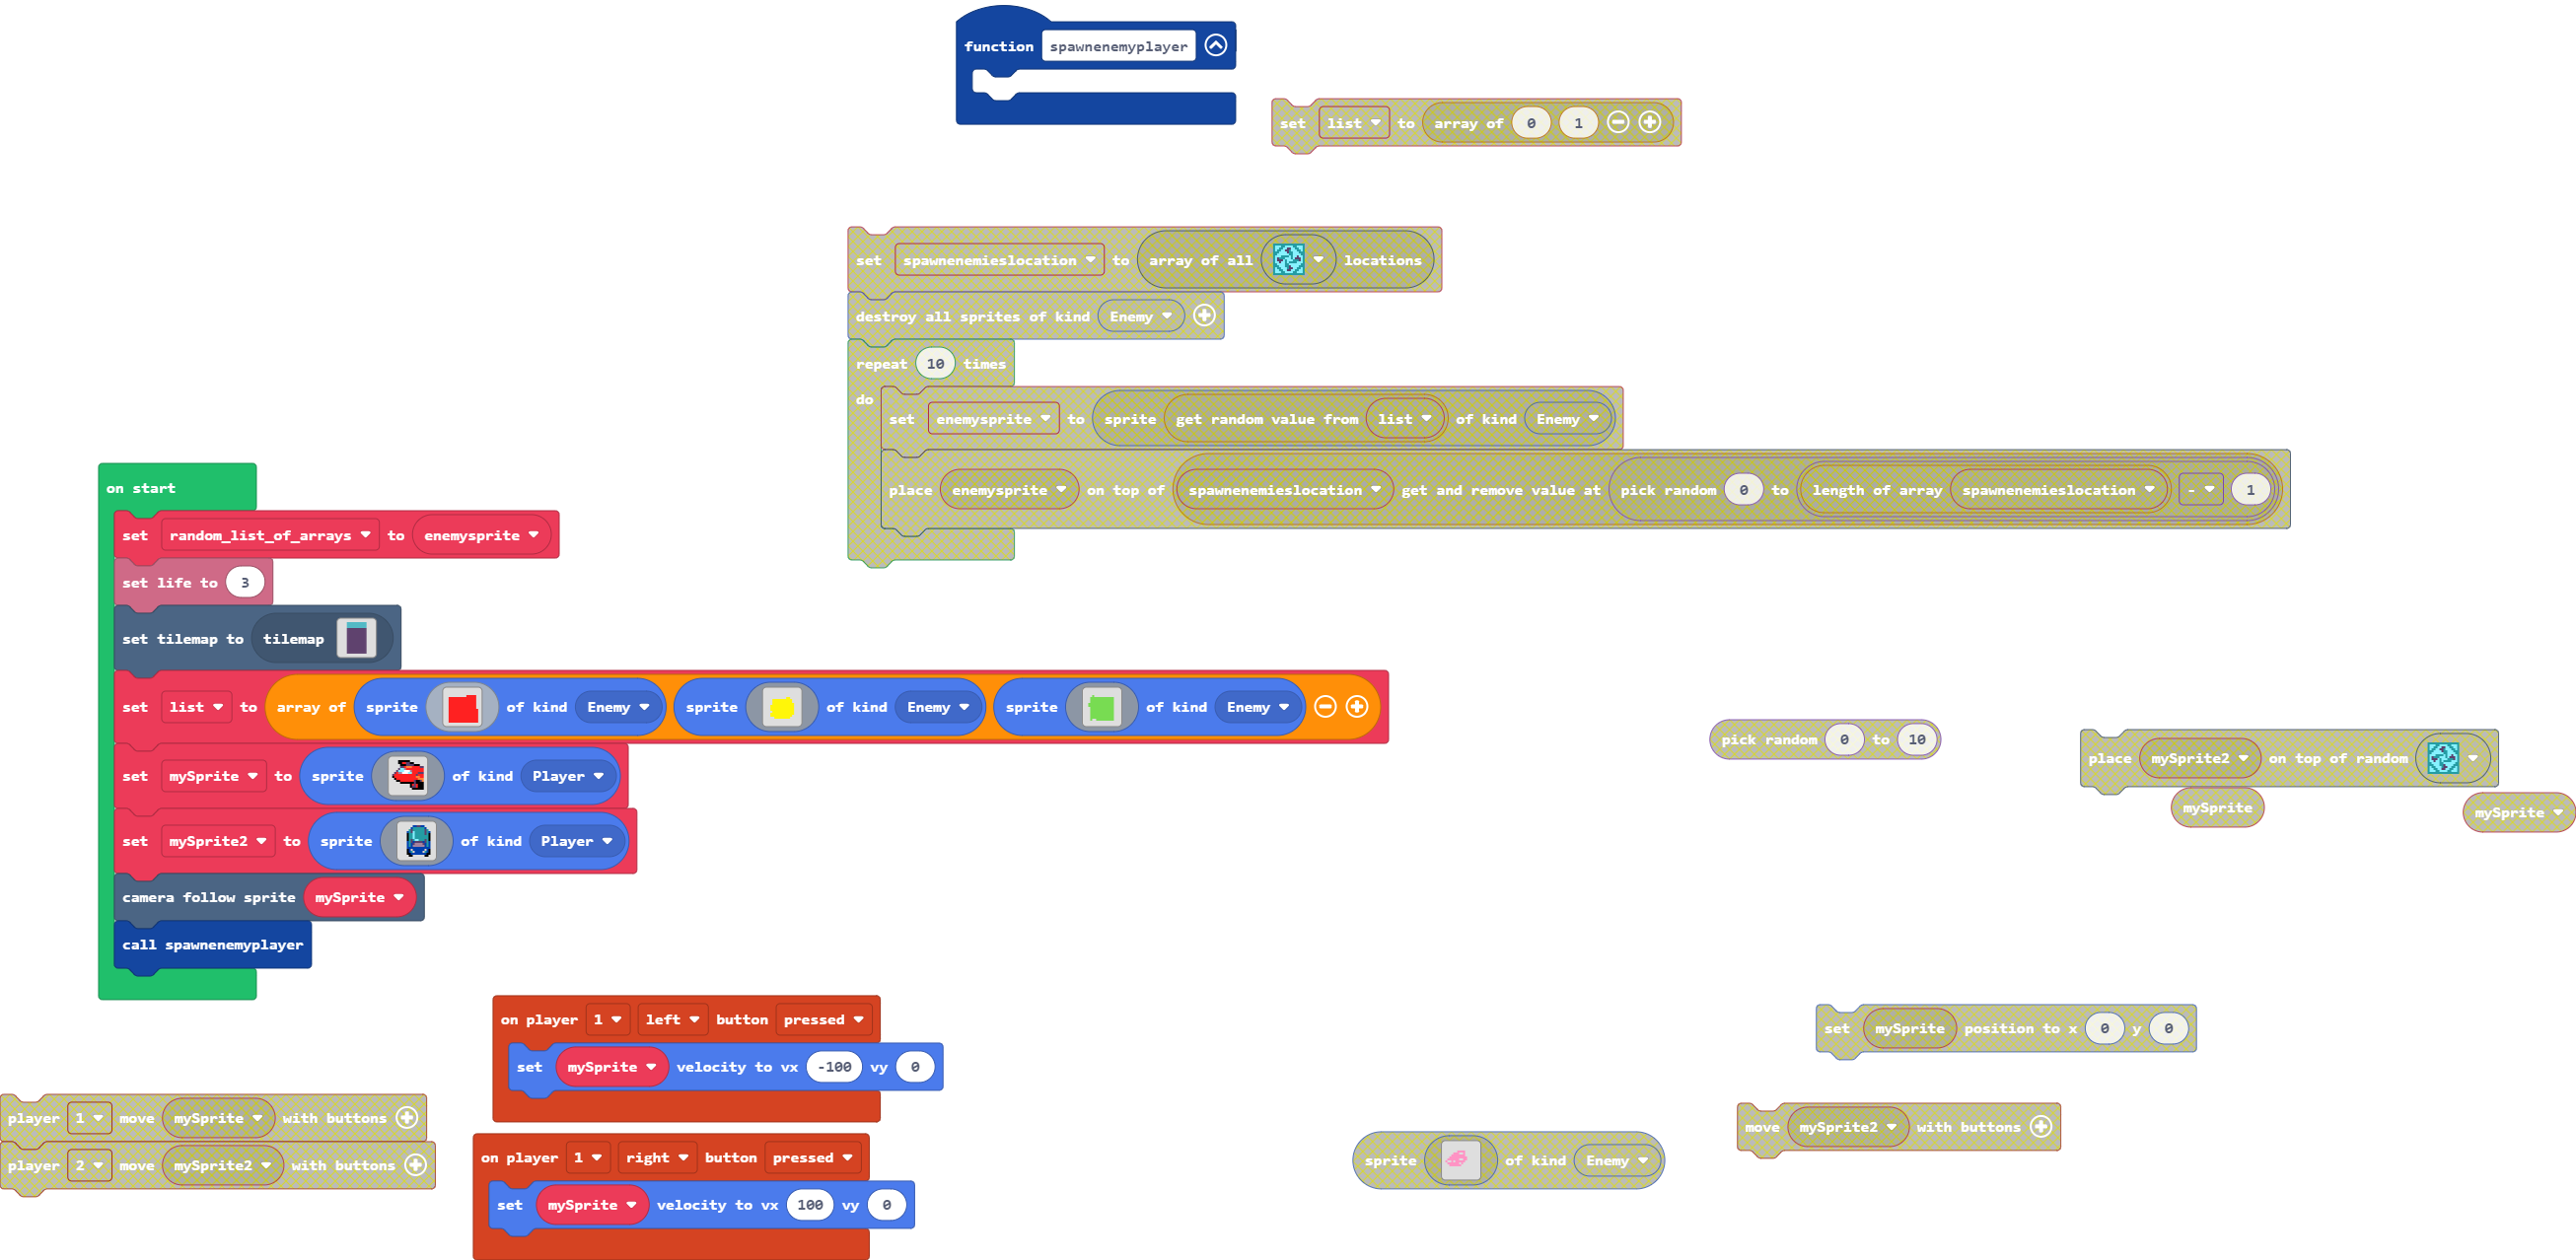 function spawnenemyplayer
set list to array of 0 1
set spawnenemieslocation to array of all locations
destroy all sprites of kind Enemy
repeat 10 times
do
set enemysprite to sprite get random value from list of kind Enemy
place enemysprite on top of spawnenemieslocation get and remove value at pick random 0 to length of array spawnenemieslocation - 1
on start
set random_list_of_arrays to enemysprite
set life to 3
set tilemap to tilemap
set list to array of sprite of kind Enemy sprite of kind Enemy sprite of kind Enemy
set mySprite to sprite of kind Player
set mySprite2 to sprite of kind Player
camera follow sprite mySprite
call spawnenemyplayer
pick random 0 to 10
place mySprite2 on top of random
mySprite
mySprite
on player 1 left button pressed
set mySprite velocity to vx -100 vy 0
on player 1 right button pressed
set mySprite velocity to vx 100 vy 0
player 1 move mySprite with buttons
player 2 move mySprite2 with buttons
set mySprite position to x 0 y 0
move mySprite2 with buttons
sprite of kind Enemy